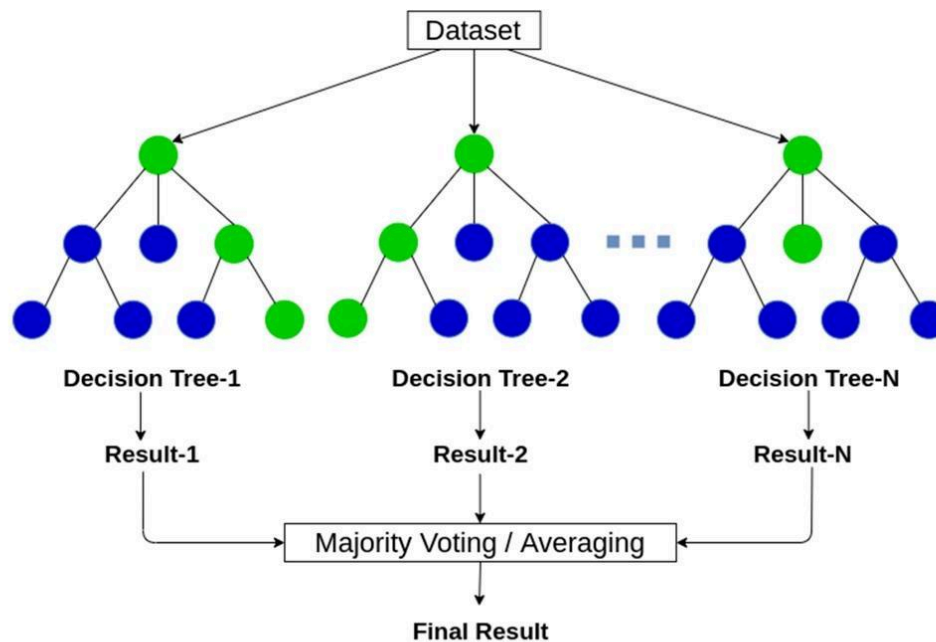 Dataset
Decision Tree-1
Decision Tree-2
Decision Tree-N
Result-1
Result-2
Result-N
Majority Voting / Averaging
Final Result